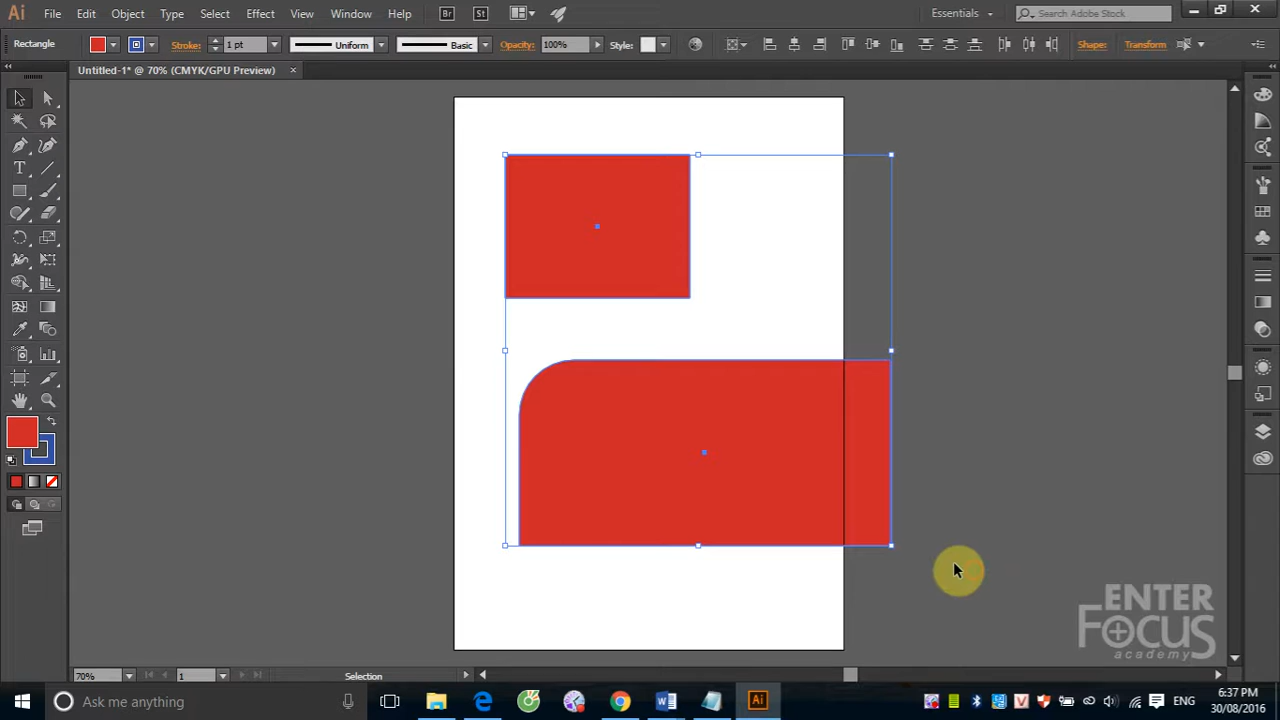 Ai File Edit Object Type Select Effect View Window Help Br St Essentials Search Adobe Stock
Rectangle Stroke: 1 pt Uniform Basic Opacity: 100% Style: Shape: Transform
Untitled-1* @ 70% (CMYK/GPU Preview) ×
T
ENTER
FOCUS
academy
70% 1 Selection
Ask me anything Ai V ENG 6:37 PM
30/08/2016